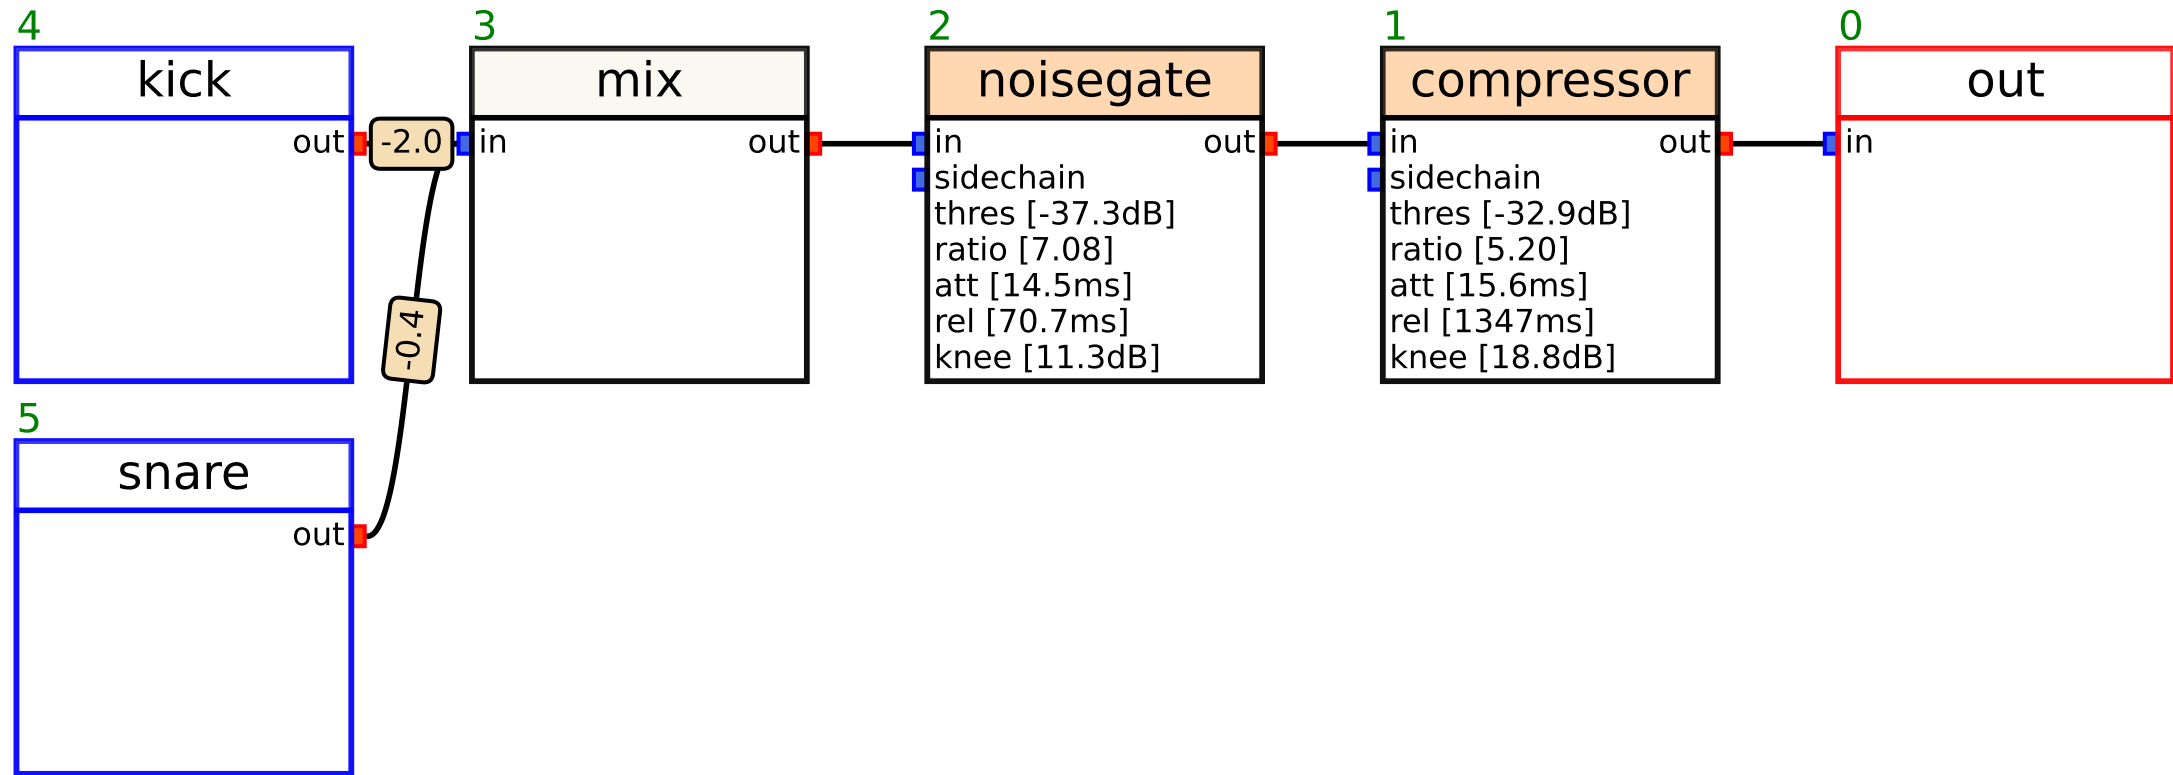 4
kick
out
-2.0
3
mix
in
out
2
noisegate
in
out
sidechain
thres [-37.3dB]
ratio [7.08]
att [14.5ms]
rel [70.7ms]
knee [11.3dB]
1
compressor
in
out
sidechain
thres [-32.9dB]
ratio [5.20]
att [15.6ms]
rel [1347ms]
knee [18.8dB]
0
out
in
-0.4
5
snare
out